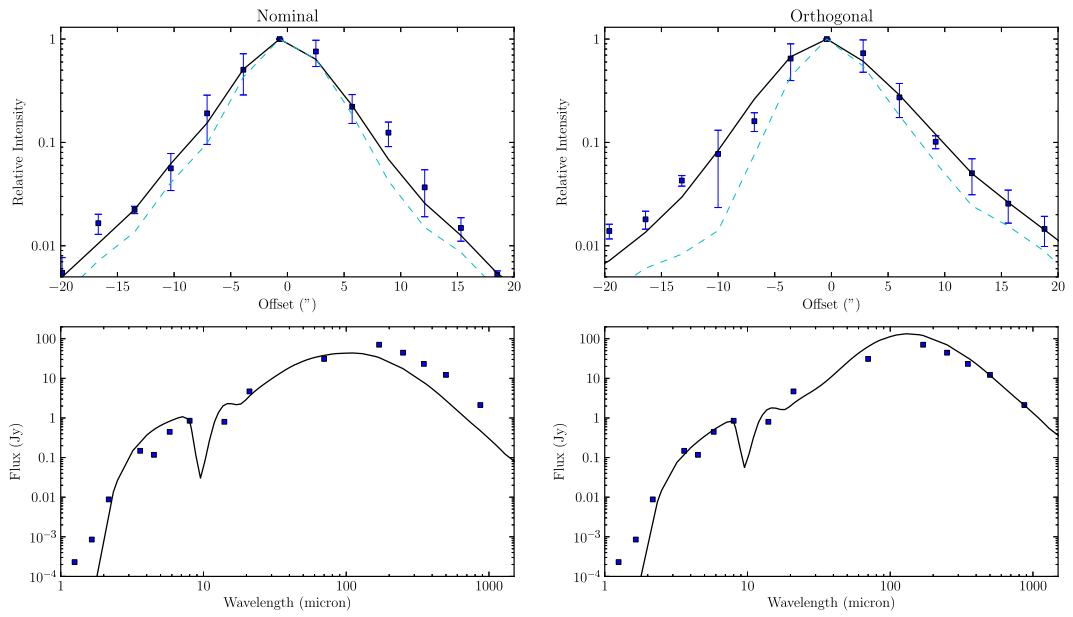 Nominal
Orthogonal
1
0.1
0.01
Relative Intensity
−20 −15 −10 −5 0 5 10 15 20
Offset (”)
1
0.1
0.01
Relative Intensity
−20 −15 −10 −5 0 5 10 15 20
Offset (”)
100
10
1
0.1
0.01
10⁻³
10⁻⁴
Flux (Jy)
1 10 100 1000
Wavelength (micron)
100
10
1
0.1
0.01
10⁻³
10⁻⁴
Flux (Jy)
1 10 100 1000
Wavelength (micron)